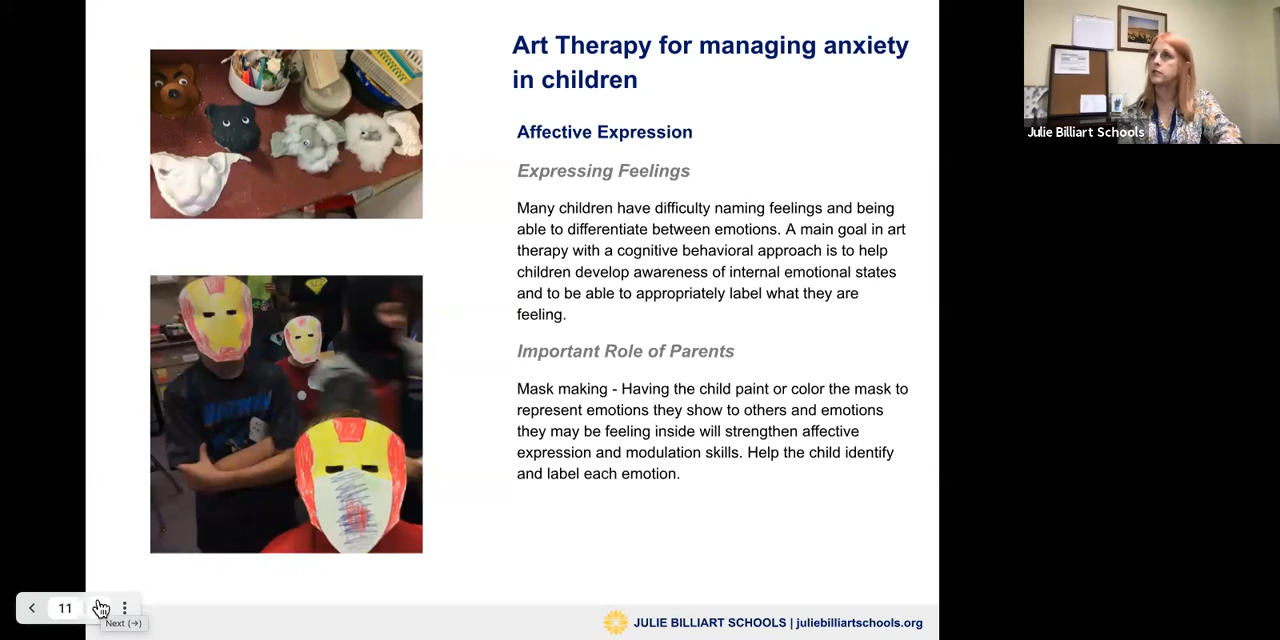 Art Therapy for managing anxiety
in children
Affective Expression
Expressing Feelings
Many children have difficulty naming feelings and being
able to differentiate between emotions. A main goal in art
therapy with a cognitive behavioral approach is to help
children develop awareness of internal emotional states
and to be able to appropriately label what they are
feeling.
Important Role of Parents
Mask making - Having the child paint or color the mask to
represent emotions they show to others and emotions
they may be feeling inside will strengthen affective
expression and modulation skills. Help the child identify
and label each emotion.
Julie Billiart Schools
11
Next (→)
JULIE BILLIART SCHOOLS | juliebilliartschools.org